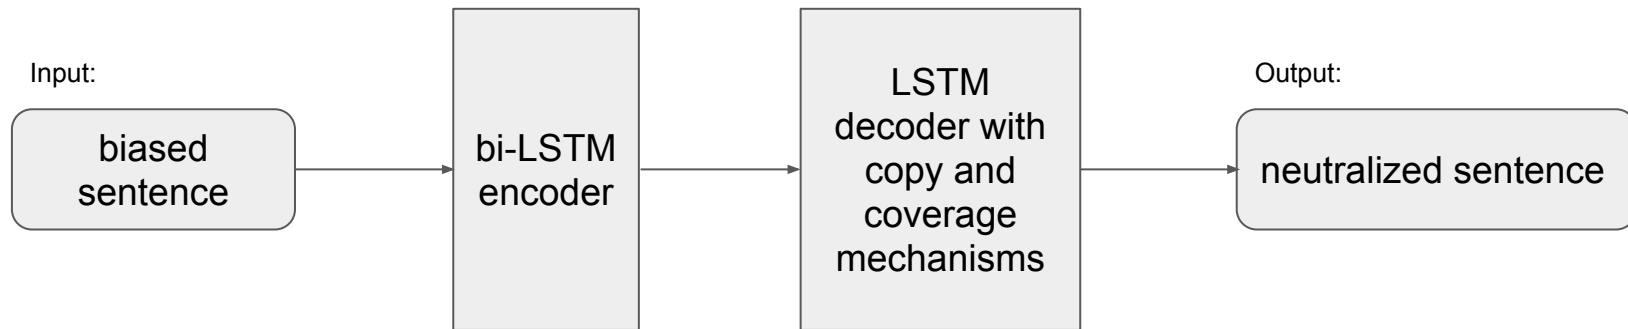 Input:
biased
sentence
bi-LSTM
encoder
LSTM
decoder with
copy and
coverage
mechanisms
Output:
neutralized sentence